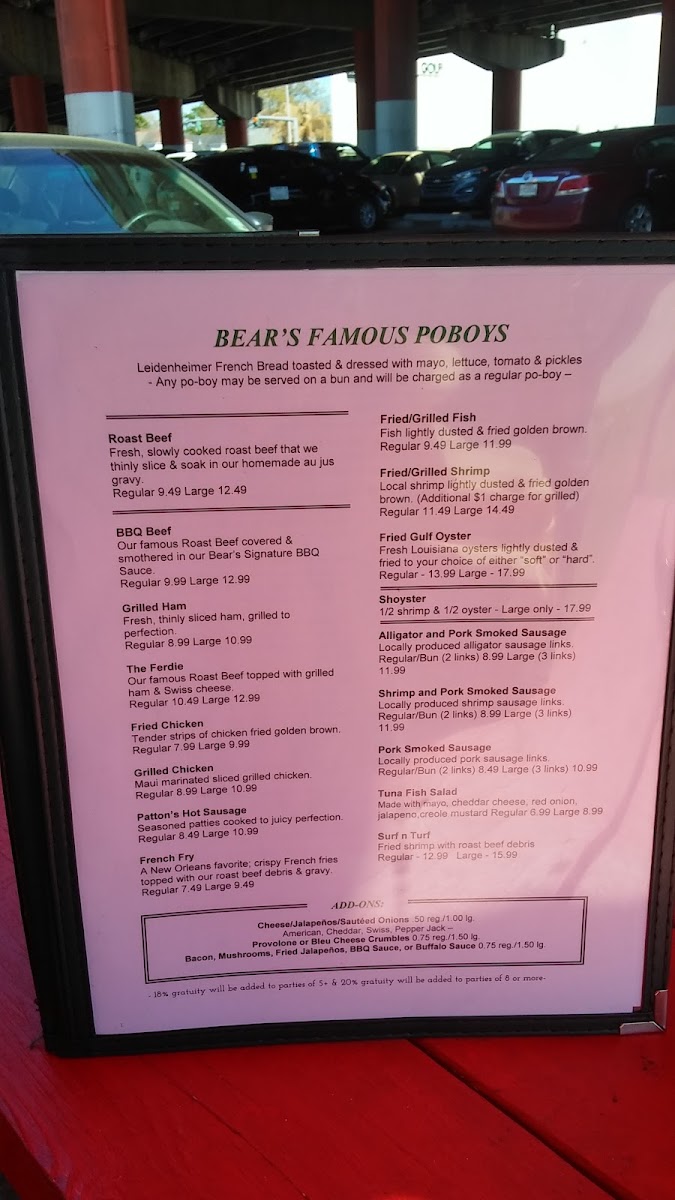 GOLF
BEAR'S FAMOUS POBOYS
Leidenheimer French Bread toasted & dressed with mayo, lettuce, tomato & pickles
- Any po-boy may be served on a bun and will be charged as a regular po-boy –
Roast Beef
Fresh, slowly cooked roast beef that we
thinly slice & soak in our homemade au jus
gravy.
Regular 9.49 Large 12.49
BBQ Beef
Our famous Roast Beef covered &
smothered in our Bear's Signature BBQ
Sauce.
Regular 9.99 Large 12.99
Grilled Ham
Fresh, thinly sliced ham, grilled to
perfection.
Regular 8.99 Large 10.99
The Ferdie
Our famous Roast Beef topped with grilled
ham & Swiss cheese.
Regular 10.49 Large 12.99
Fried Chicken
Tender strips of chicken fried golden brown.
Regular 7.99 Large 9.99
Grilled Chicken
Maui marinated sliced grilled chicken.
Regular 8.99 Large 10.99
Patton's Hot Sausage
Seasoned patties cooked to juicy perfection.
Regular 8.49 Large 10.99
French Fry
A New Orleans favorite; crispy French fries
topped with our roast beef debris & gravy.
Regular 7.49 Large 9.49
Fried/Grilled Fish
Fish lightly dusted & fried golden brown.
Regular 9.49 Large 11.99
Fried/Grilled Shrimp
Local shrimp lightly dusted & fried golden
brown. (Additional $1 charge for grilled)
Regular 11.49 Large 14.49
Fried Gulf Oyster
Fresh Louisiana oysters lightly dusted &
fried to your choice of either "soft" or "hard".
Regular - 13.99 Large - 17.99
Shoyster
1/2 shrimp & 1/2 oyster - Large only - 17.99
Alligator and Pork Smoked Sausage
Locally produced alligator sausage links.
Regular/Bun (2 links) 8.99 Large (3 links)
11.99
Shrimp and Pork Smoked Sausage
Locally produced shrimp sausage links.
Regular/Bun (2 links) 8.99 Large (3 links)
11.99
Pork Smoked Sausage
Locally produced pork sausage links.
Regular/Bun (2 links) 8.49 Large (3 links) 10.99
Tuna Fish Salad
Made with mayo, cheddar cheese, red onion,
jalapeno,creole mustard Regular 6.99 Large 8.99
Surf n Turf
Fried shrimp with roast beef debris
Regular - 12.99 Large - 15.99
ADD-ONS:
Cheese/Jalapeños/Sautéed Onions .50 reg./1.00 lg.
American, Cheddar, Swiss, Pepper Jack –
Provolone or Bleu Cheese Crumbles 0.75 reg./1.50 lg.
Bacon, Mushrooms, Fried Jalapeños, BBQ Sauce, or Buffalo Sauce 0.75 reg./1.50 lg.
- 18% gratuity will be added to parties of 5+ & 20% gratuity will be added to parties of 8 or more-